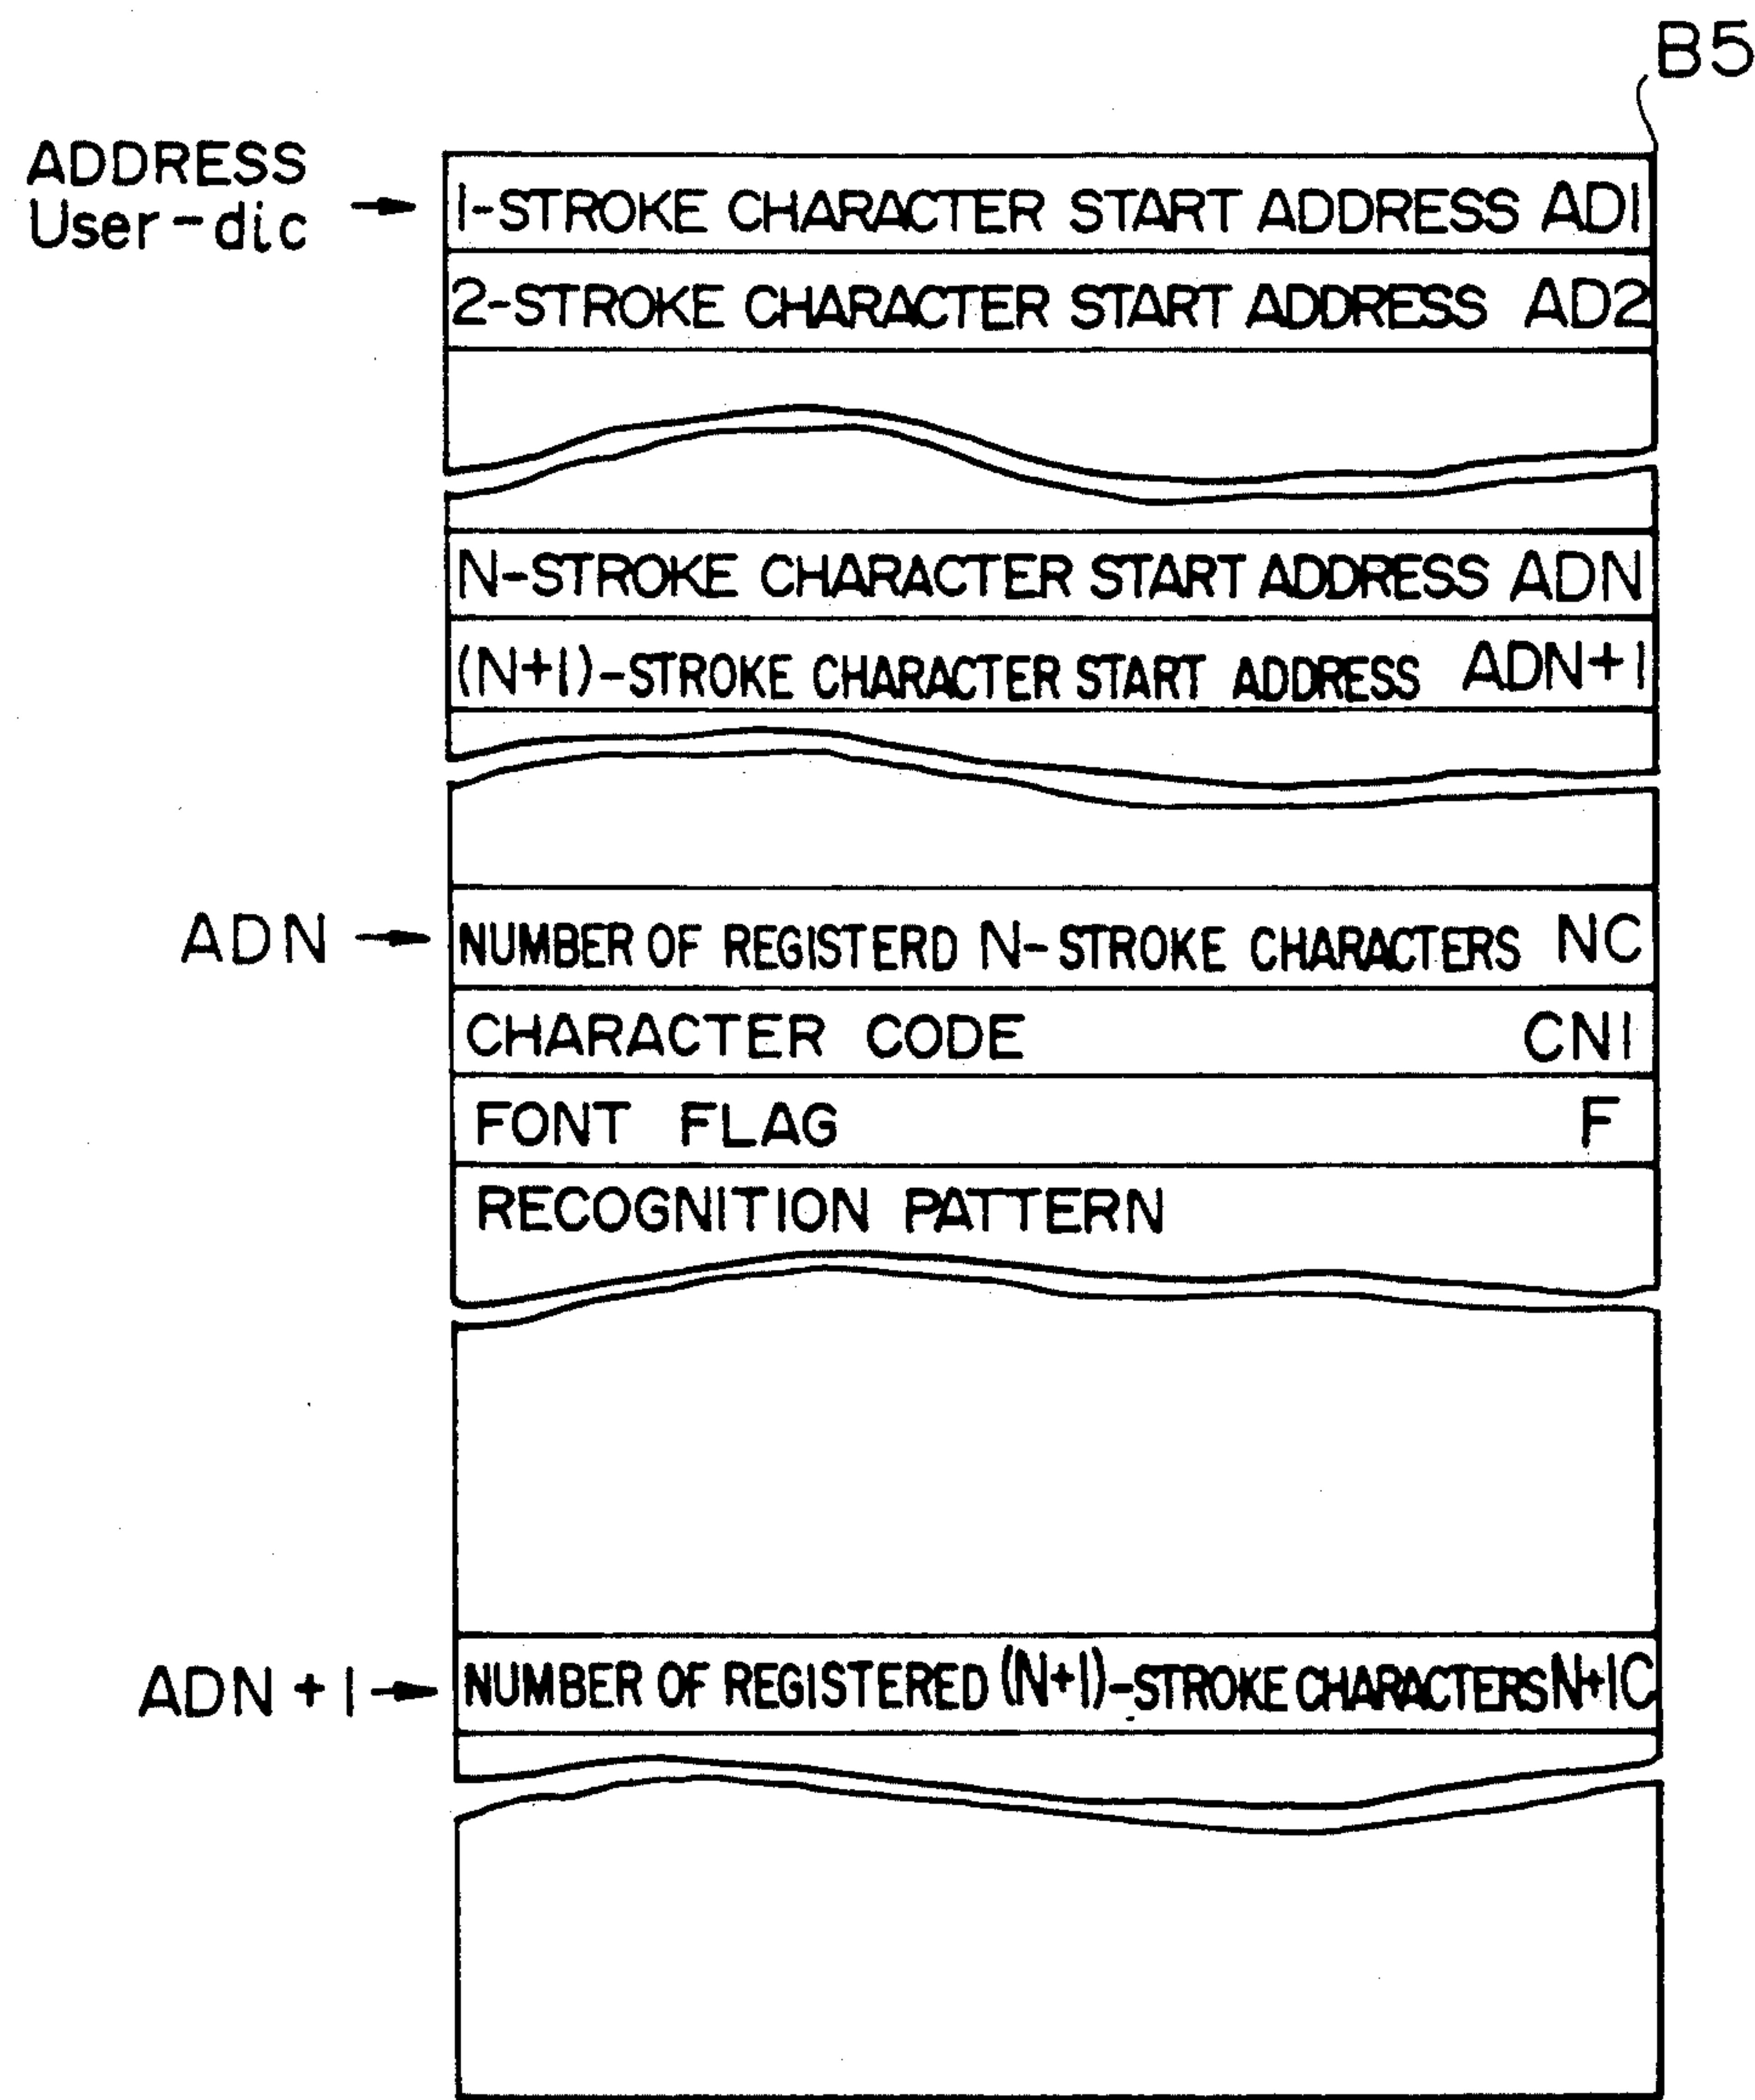 B5
ADDRESS
User-dic
1-STROKE CHARACTER START ADDRESS AD1
2-STROKE CHARACTER START ADDRESS AD2
N-STROKE CHARACTER START ADDRESS ADN
(N+1)-STROKE CHARACTER START ADDRESS ADN+1
ADN
NUMBER OF REGISTERD N-STROKE CHARACTERS NC
CHARACTER CODE CN1
FONT FLAG F
RECOGNITION PATTERN
ADN+1
NUMBER OF REGISTERED (N+1)-STROKE CHARACTERS N+1C